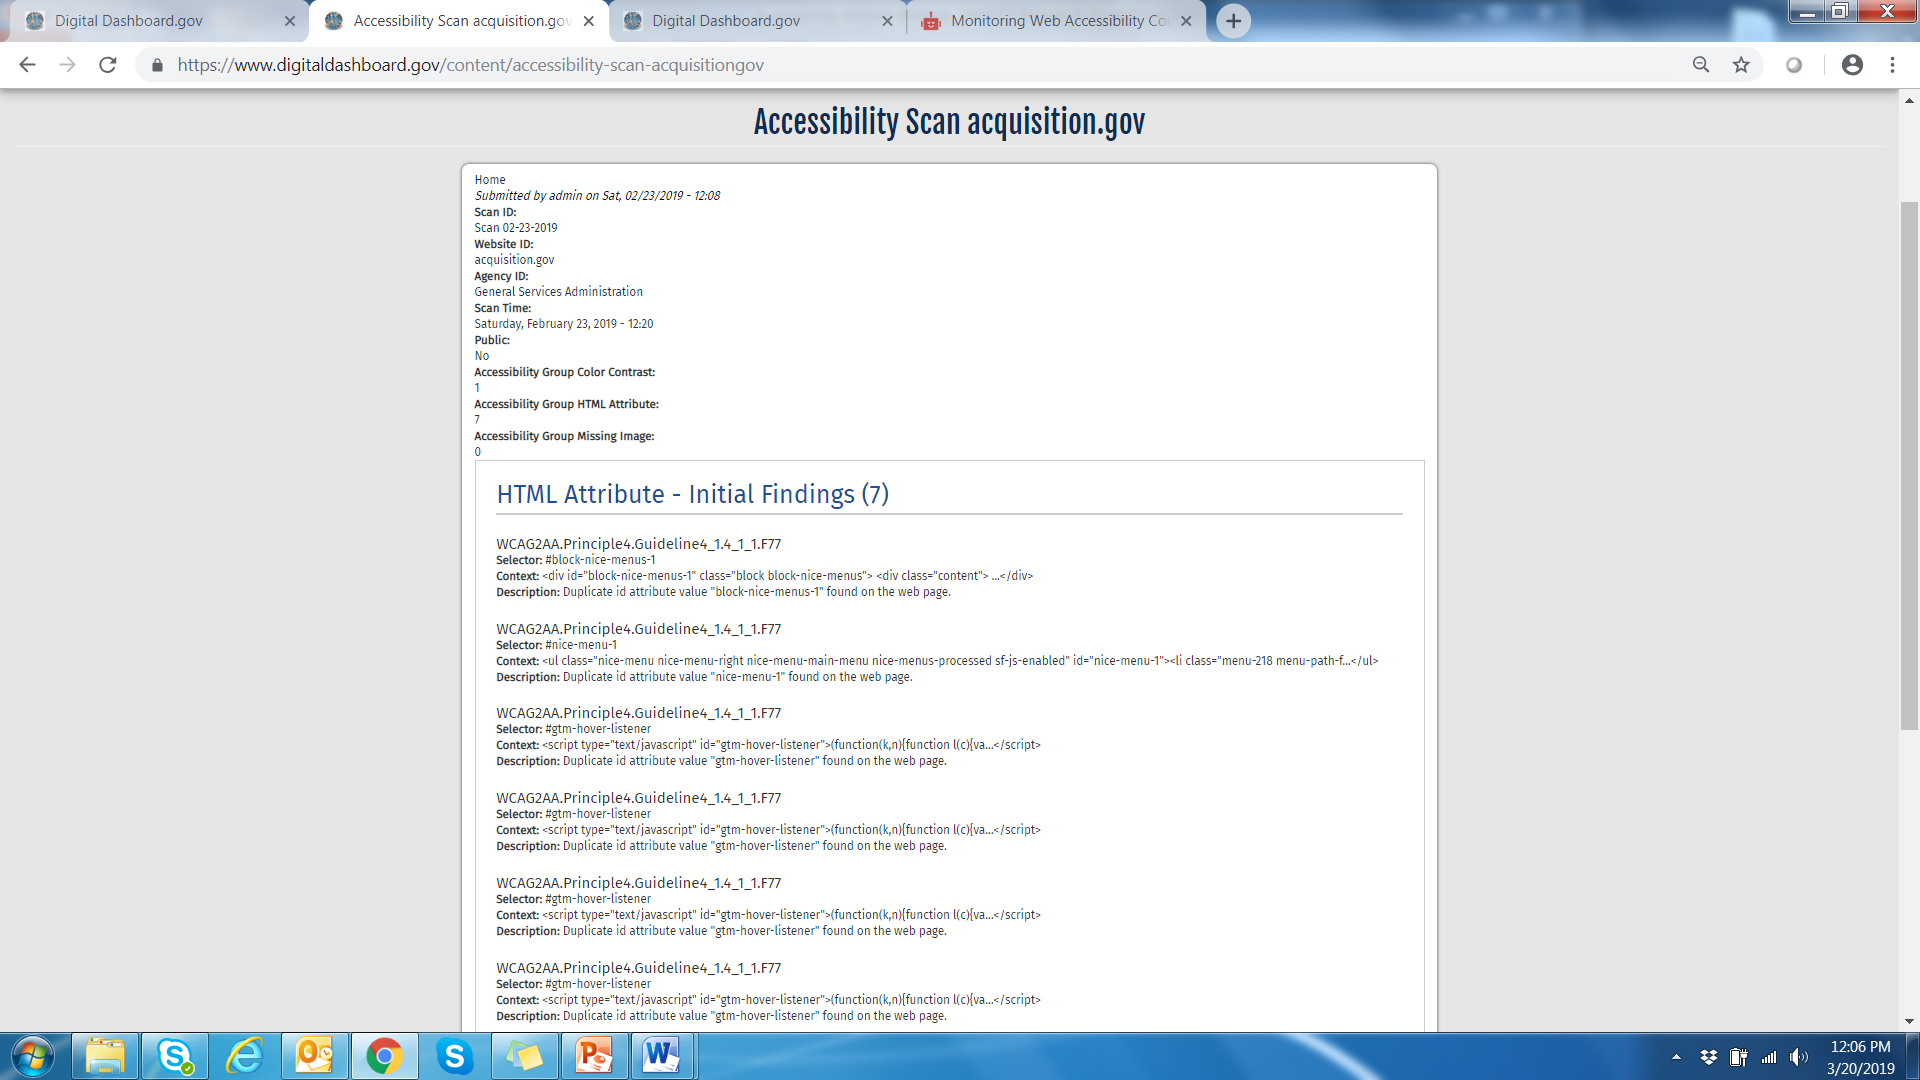 Digital Dashboard.gov
Accessibility Scan acquisition.gov
Digital Dashboard.gov
Monitoring Web Accessibility Co
https://www.digitaldashboard.gov/content/accessibility-scan-acquisitiongov
Accessibility Scan acquisition.gov
Home
Submitted by admin on Sat, 02/23/2019 - 12:08
Scan ID:
Scan 02-23-2019
Website ID:
acquisition.gov
Agency ID:
General Services Administration
Scan Time:
Saturday, February 23, 2019 - 12:20
Public:
No
Accessibility Group Color Contrast:
1
Accessibility Group HTML Attribute:
7
Accessibility Group Missing Image:
0
HTML Attribute - Initial Findings (7)
WCAG2AA.Principle4.Guideline4_1.4_1_1.F77
Selector: #block-nice-menus-1
Context: <div id="block-nice-menus-1" class="block block-nice-menus"> <div class="content"> ...</div>
Description: Duplicate id attribute value "block-nice-menus-1" found on the web page.
WCAG2AA.Principle4.Guideline4_1.4_1_1.F77
Selector: #nice-menu-1
Context: <ul class="nice-menu nice-menu-right nice-menu-main-menu nice-menus-processed sf-js-enabled" id="nice-menu-1"><li class="menu-218 menu-path-f...</ul>
Description: Duplicate id attribute value "nice-menu-1" found on the web page.
WCAG2AA.Principle4.Guideline4_1.4_1_1.F77
Selector: #gtm-hover-listener
Context: <script type="text/javascript" id="gtm-hover-listener">(function(k,n){function l(c){va...</script>
Description: Duplicate id attribute value "gtm-hover-listener" found on the web page.
WCAG2AA.Principle4.Guideline4_1.4_1_1.F77
Selector: #gtm-hover-listener
Context: <script type="text/javascript" id="gtm-hover-listener">(function(k,n){function l(c){va...</script>
Description: Duplicate id attribute value "gtm-hover-listener" found on the web page.
WCAG2AA.Principle4.Guideline4_1.4_1_1.F77
Selector: #gtm-hover-listener
Context: <script type="text/javascript" id="gtm-hover-listener">(function(k,n){function l(c){va...</script>
Description: Duplicate id attribute value "gtm-hover-listener" found on the web page.
WCAG2AA.Principle4.Guideline4_1.4_1_1.F77
Selector: #gtm-hover-listener
Context: <script type="text/javascript" id="gtm-hover-listener">(function(k,n){function l(c){va...</script>
Description: Duplicate id attribute value "gtm-hover-listener" found on the web page.
12:06 PM
3/20/2019